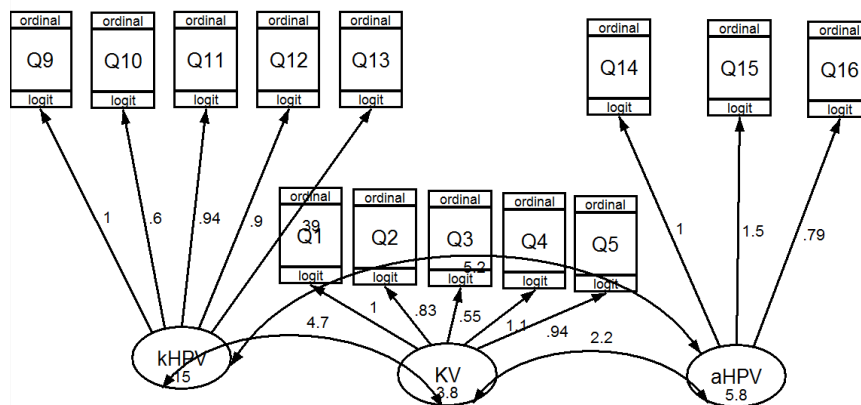 ordinal ordinal ordinal ordinal ordinal ordinal ordinal ordinal
Q9 Q10 Q11 Q12 Q13 Q14 Q15 Q16
logit logit logit logit logit logit logit logit
ordinal ordinal ordinal ordinal ordinal
Q1 Q2 Q3 Q4 Q5
logit logit logit logit logit
1 .6 .94 .9 .39 1 1.5 .79
5.2
1 .83 .55 1.1 .94
4.7 2.2
kHPV KV aHPV
15 3.8 5.8